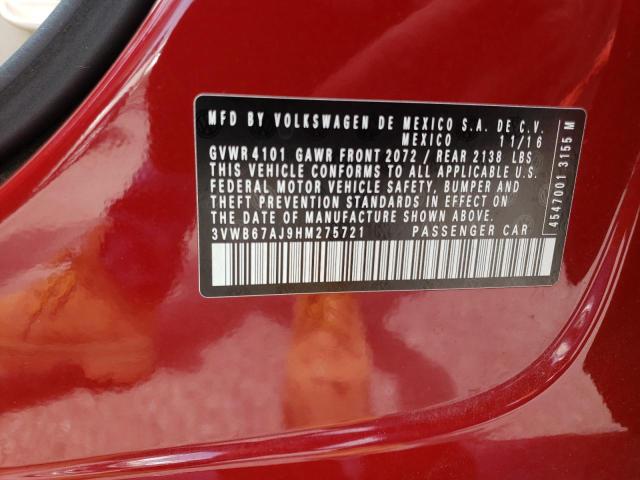 MFD BY VOLKSWAGEN DE MEXICO S.A. DE C.V.
MEXICO 11/16
GVWR 4101 GAWR FRONT 2072 / REAR 2138 LBS
THIS VEHICLE CONFORMS TO ALL APPLICABLE U.S.
FEDERAL MOTOR VEHICLE SAFETY, BUMPER AND
THEFT PREVENTION STANDARDS IN EFFECT ON
THE DATE OF MANUFACTURE SHOWN ABOVE.
3VWB67AJ9HM275721 PASSENGER CAR
4547001 3155 M